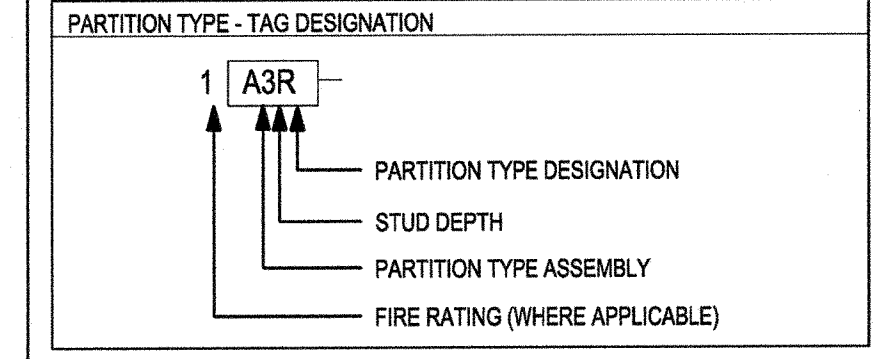 PARTITION TYPE - TAG DESIGNATION
1 A3R
PARTITION TYPE DESIGNATION
STUD DEPTH
PARTITION TYPE ASSEMBLY
FIRE RATING (WHERE APPLICABLE)